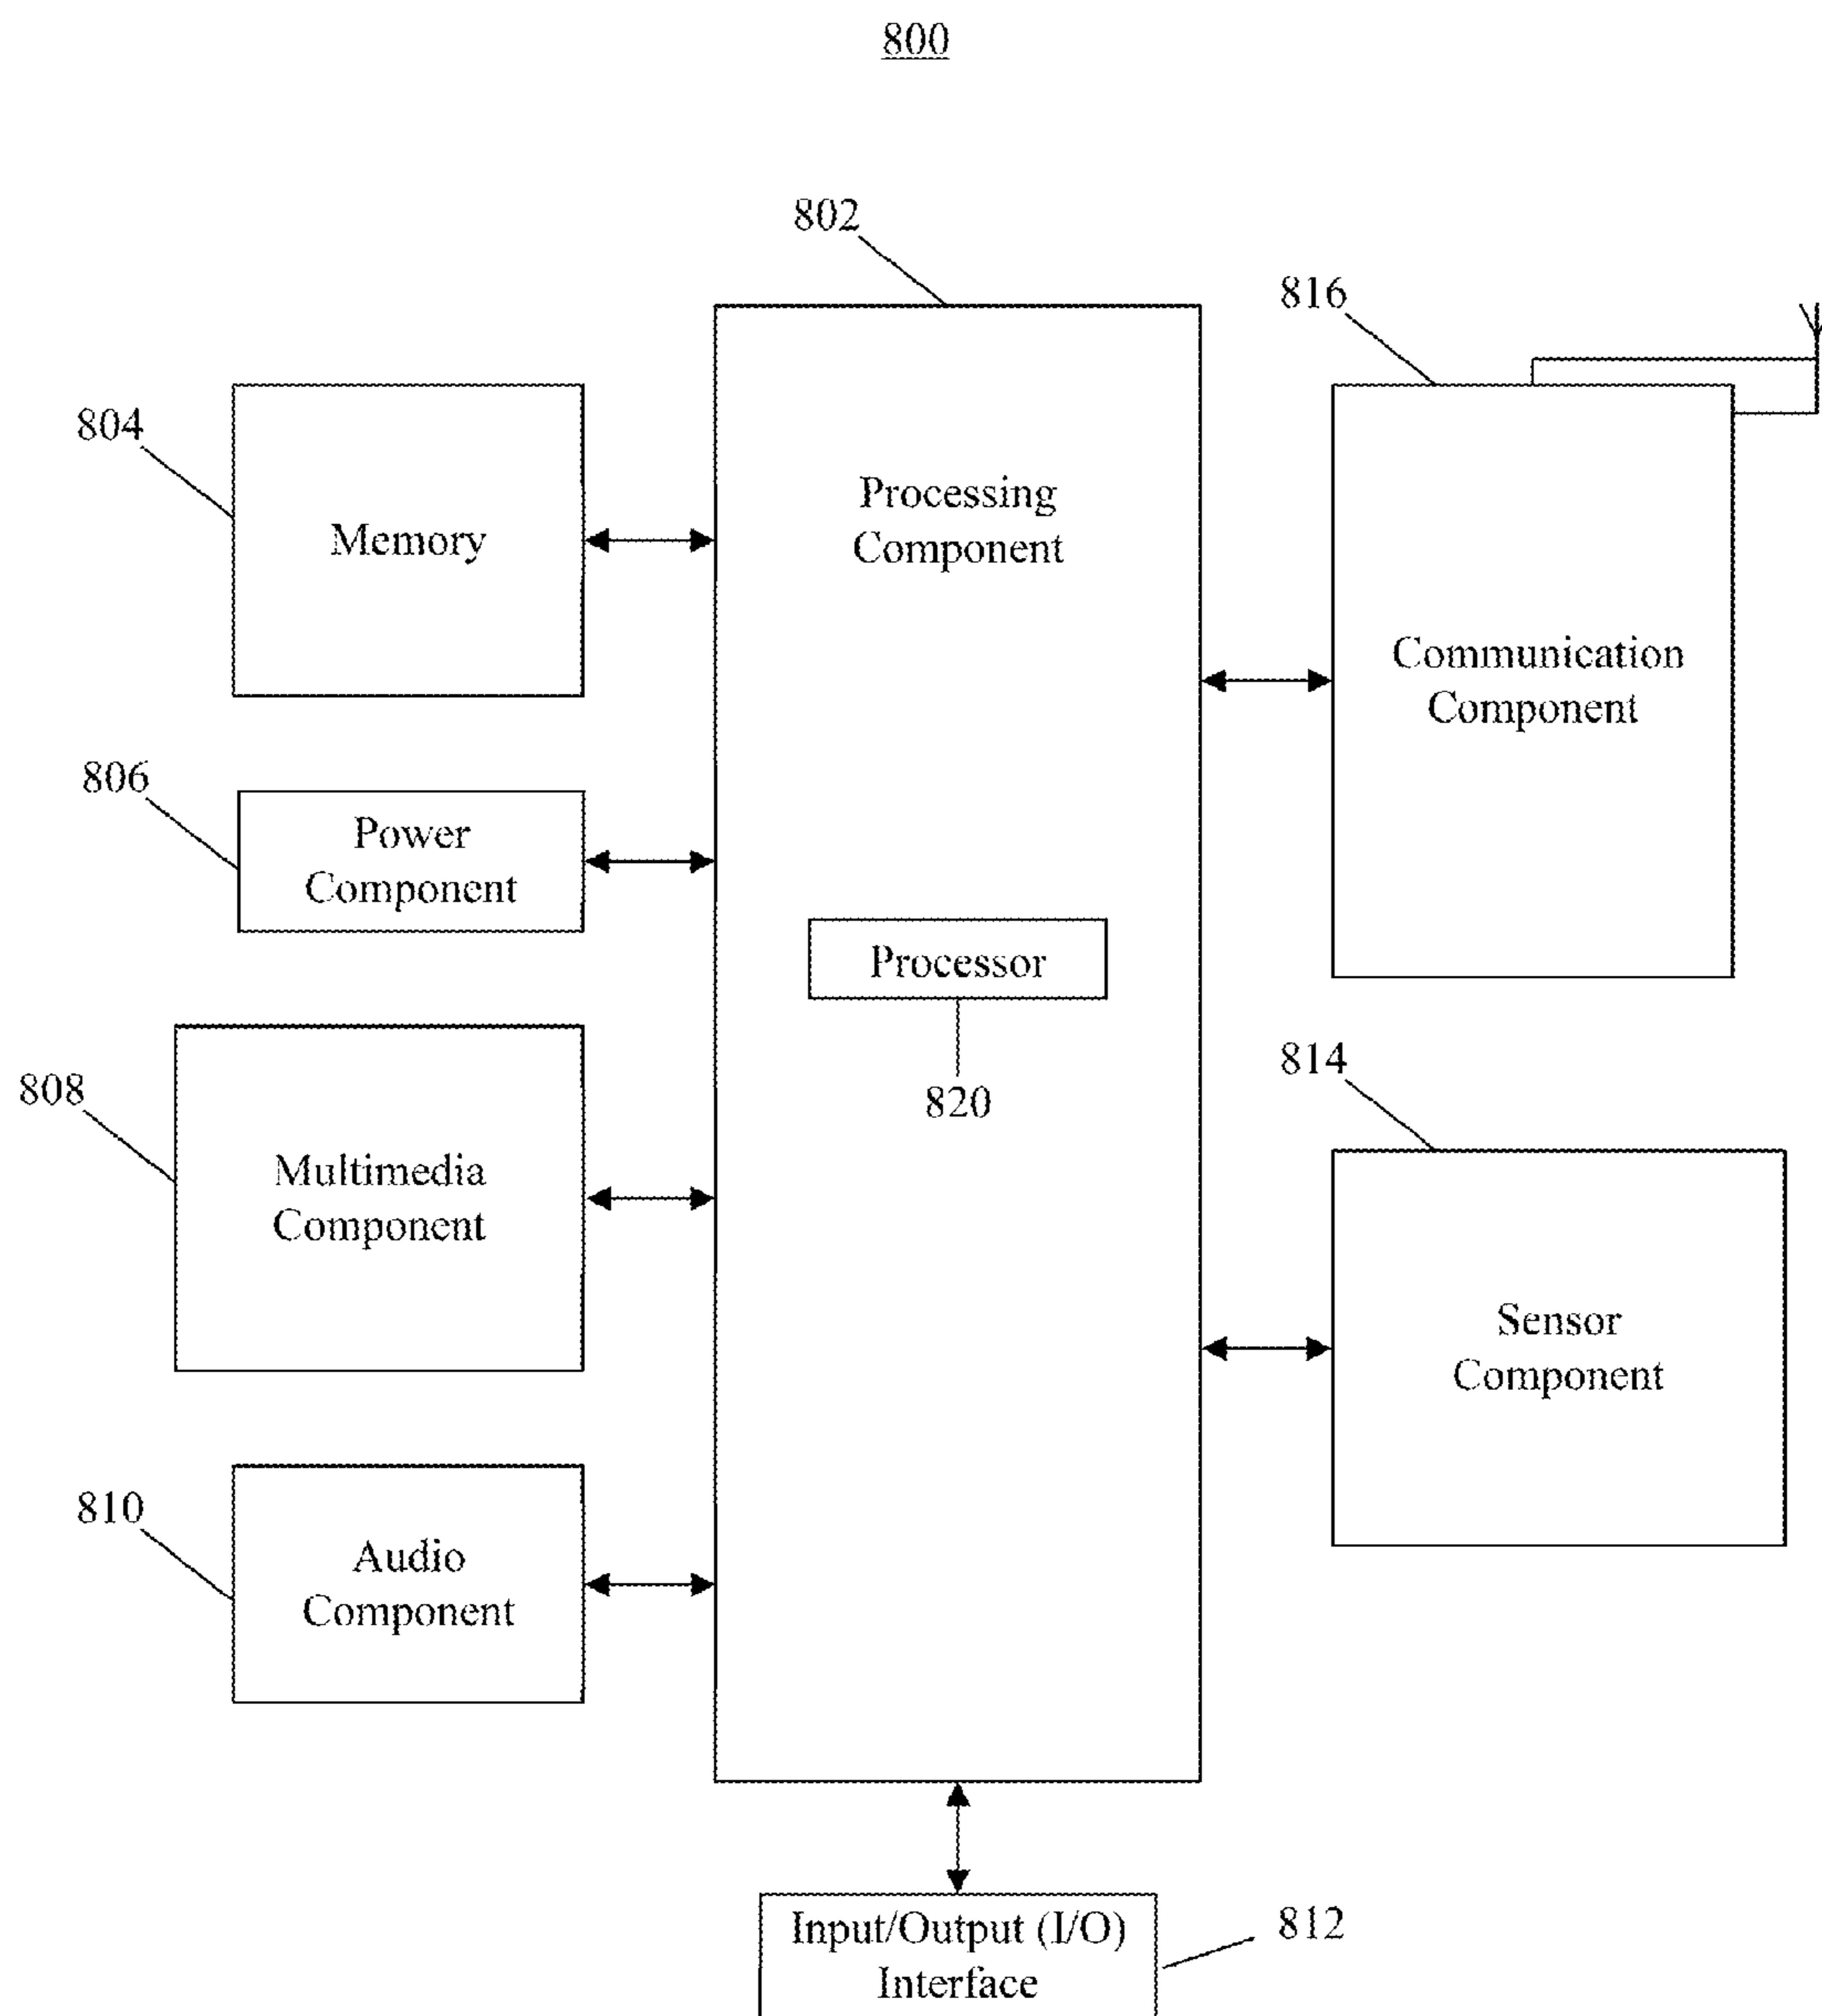 800
802
816
804
Memory
Processing
Component
Communication
Component
806
Power
Component
Processor
820
808
Multimedia
Component
814
Sensor
Component
810
Audio
Component
Input/Output (I/O)
Interface
812